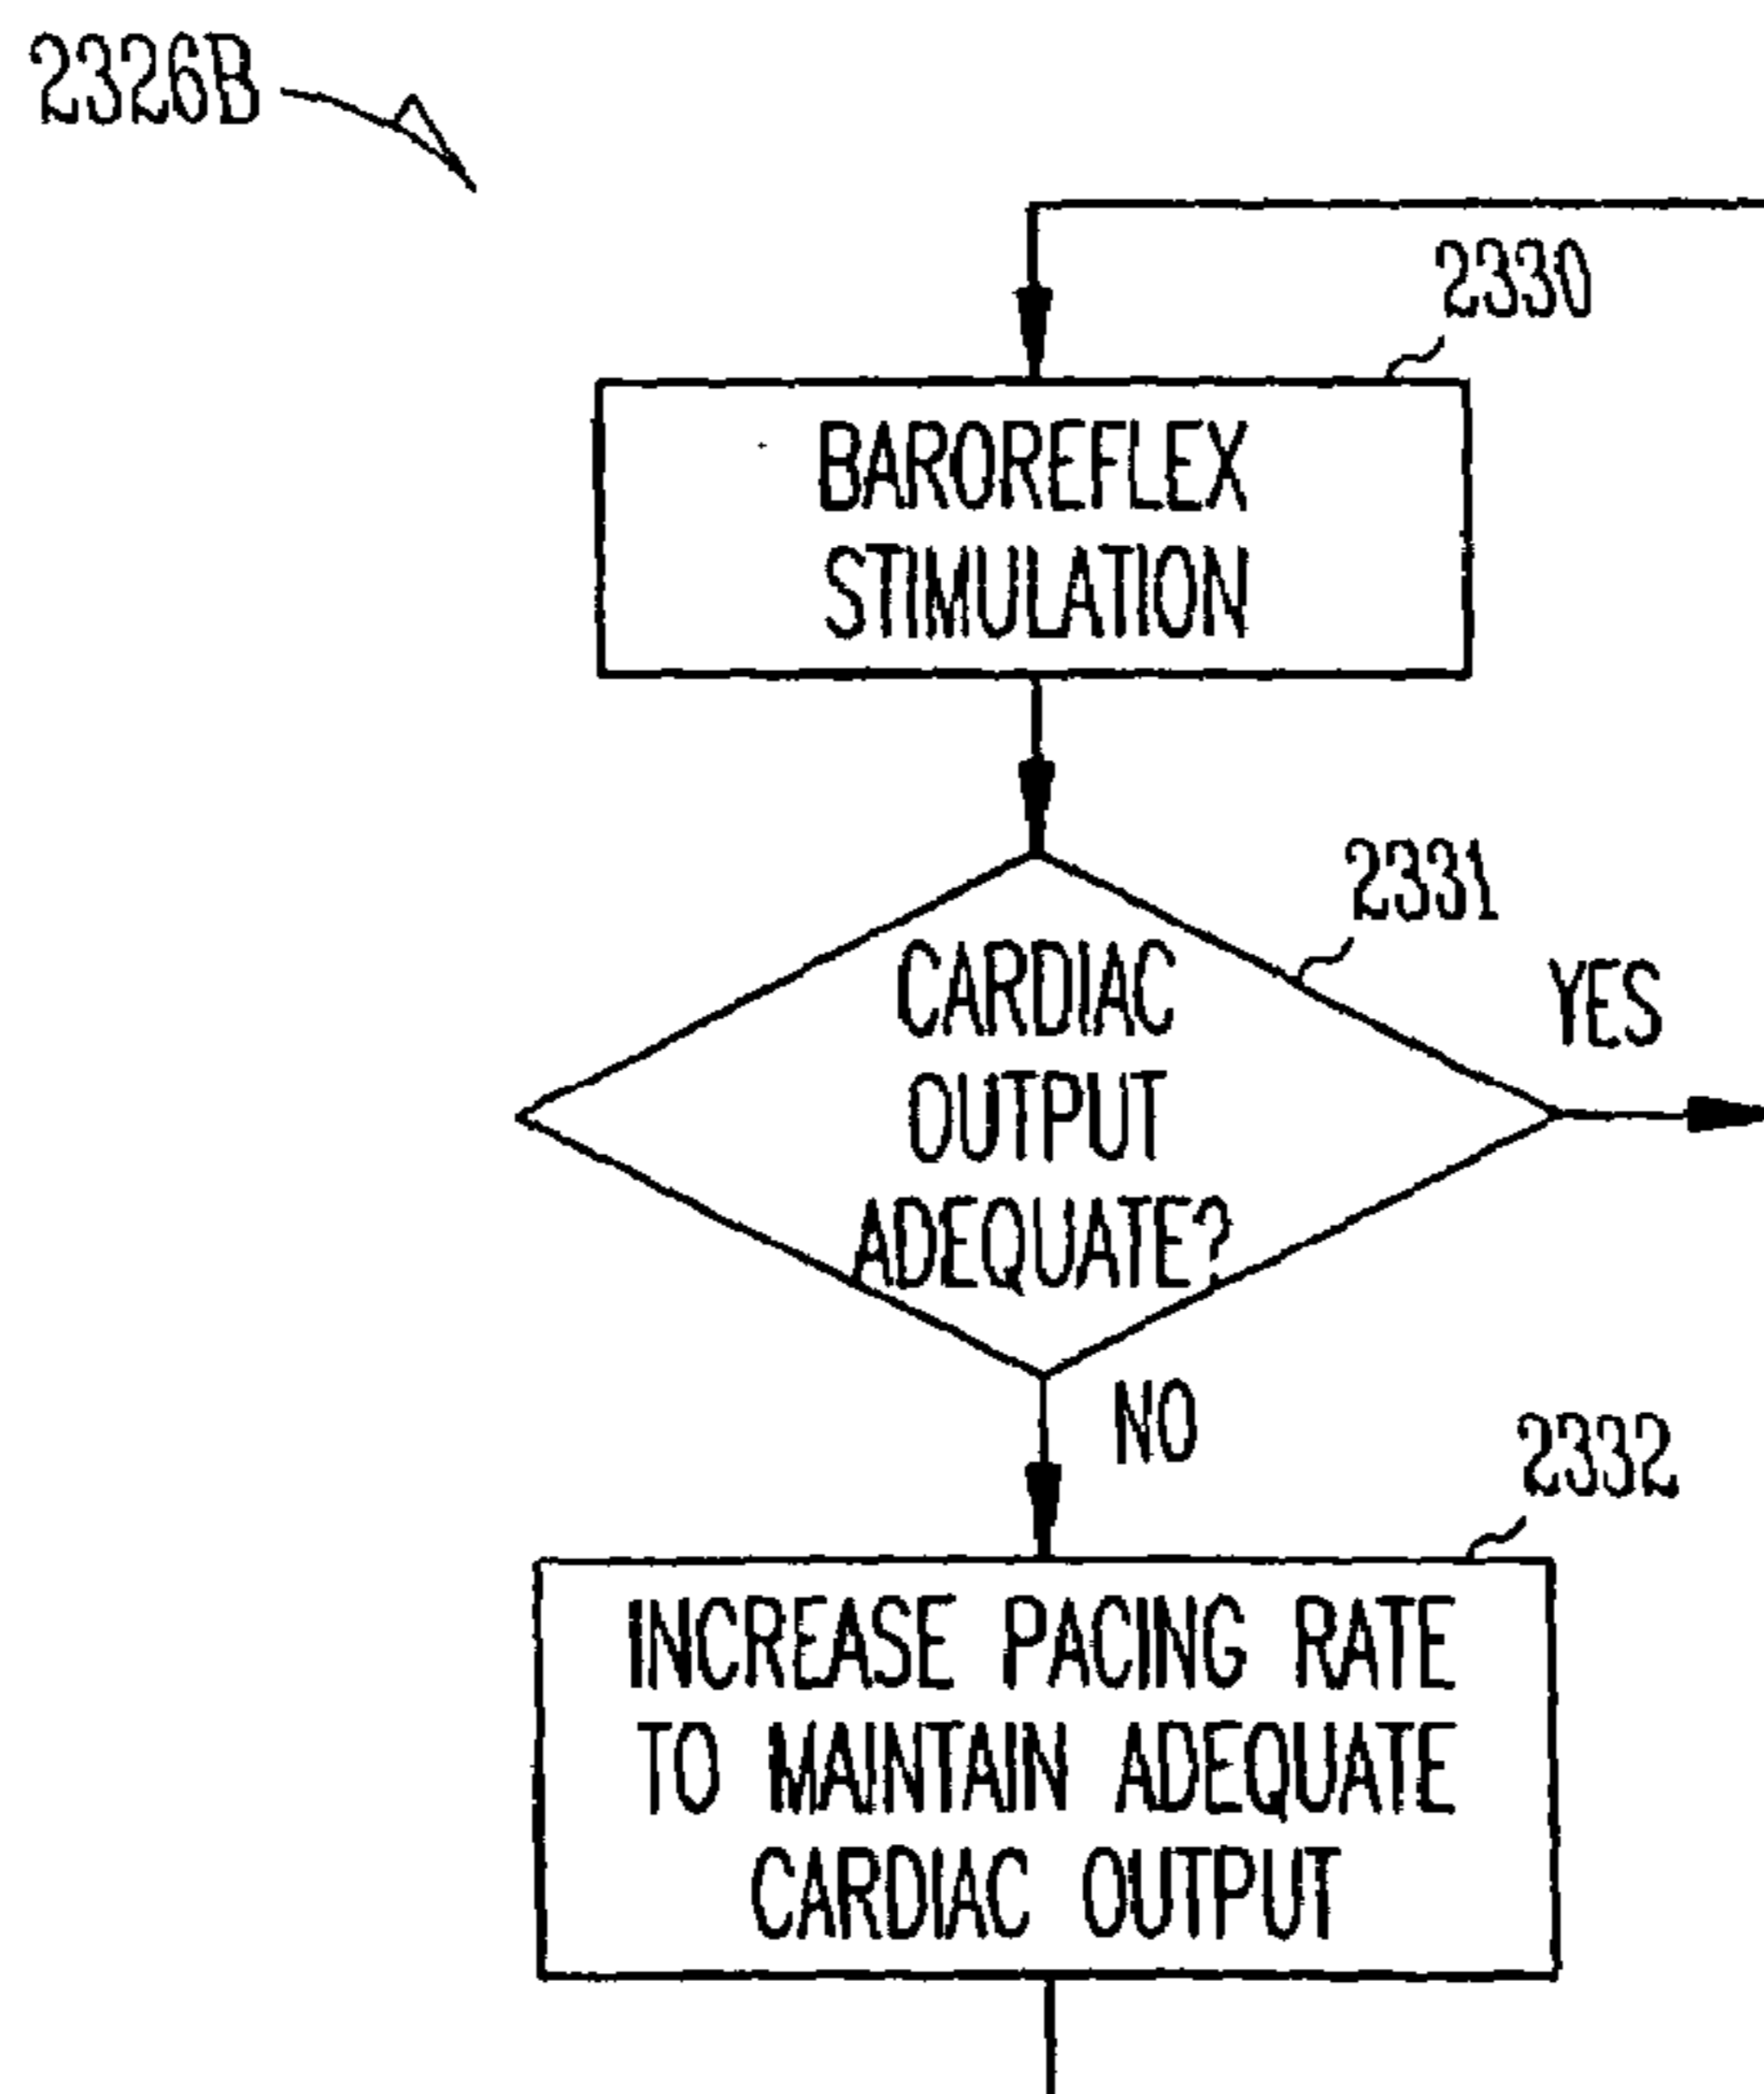 2326B
2330
BAROREFLEX
STIMULATION
2331
CARDIAC
OUTPUT
ADEQUATE?
YES
NO
2332
INCREASE PACING RATE
TO MAINTAIN ADEQUATE
CARDIAC OUTPUT